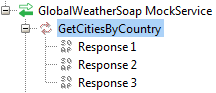 GlobalWeatherSoap MockService
GetCitiesByCountry
Response 1
Response 2
Response 3